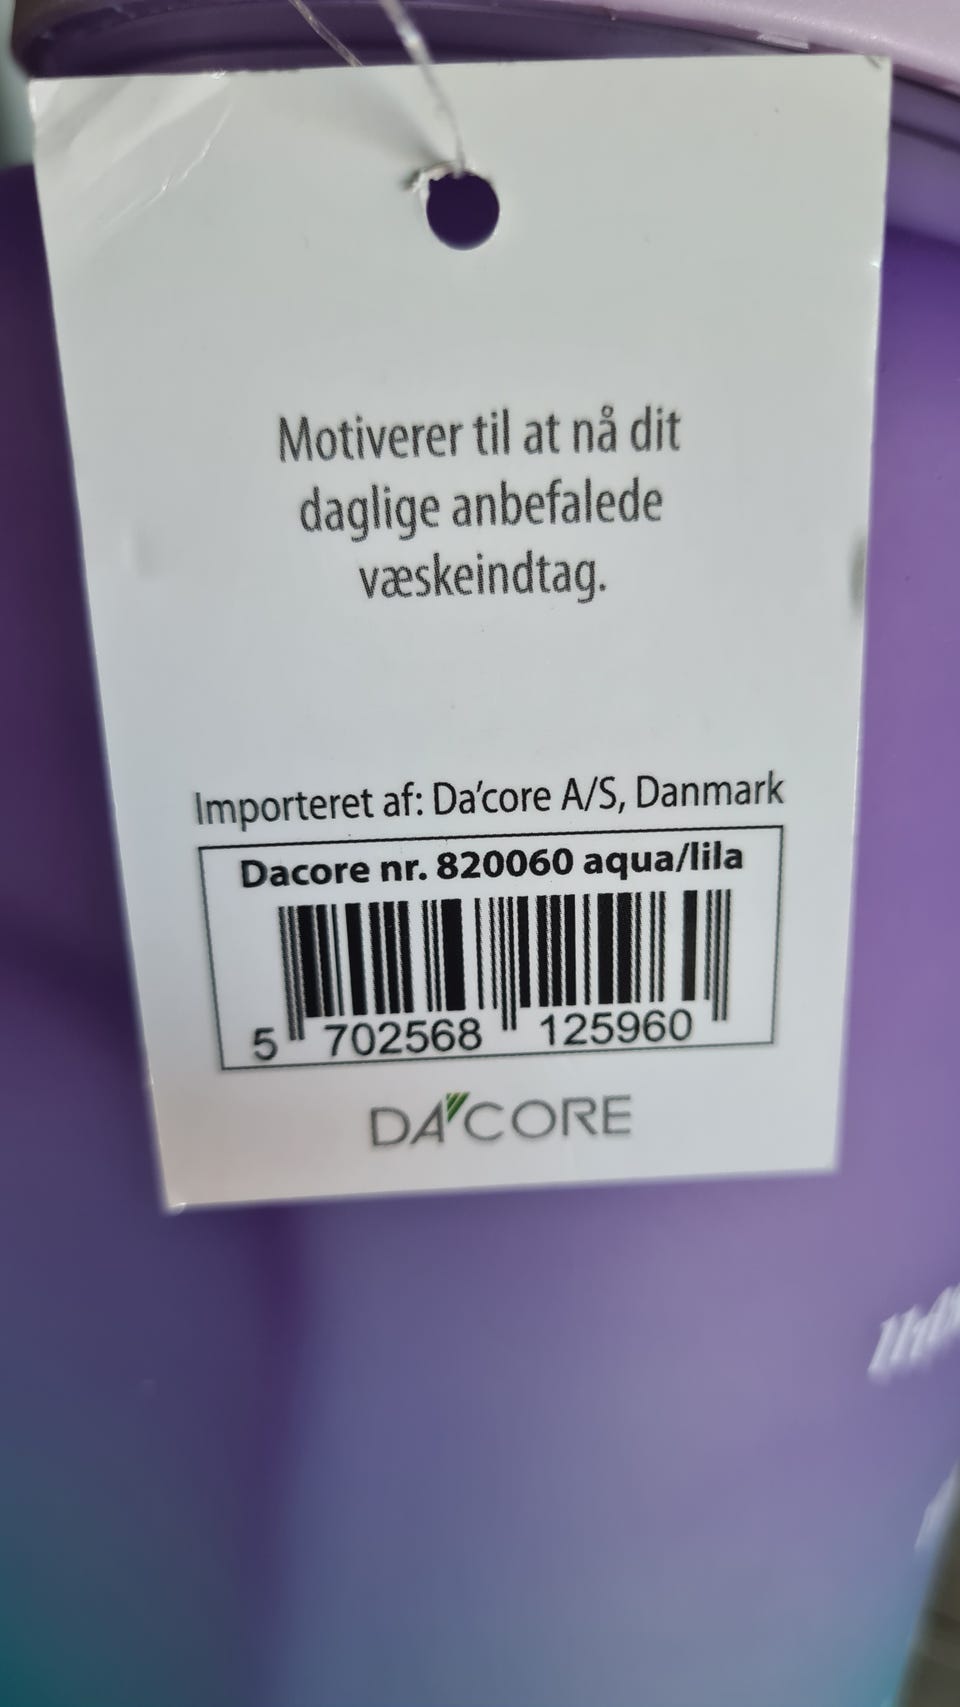 Motiverer til at nå dit
daglige anbefalede
væskeindtag.
Importeret af: Da'core A/S, Danmark
Dacore nr. 820060 aqua/lila
5 702568 125960
DA'CORE